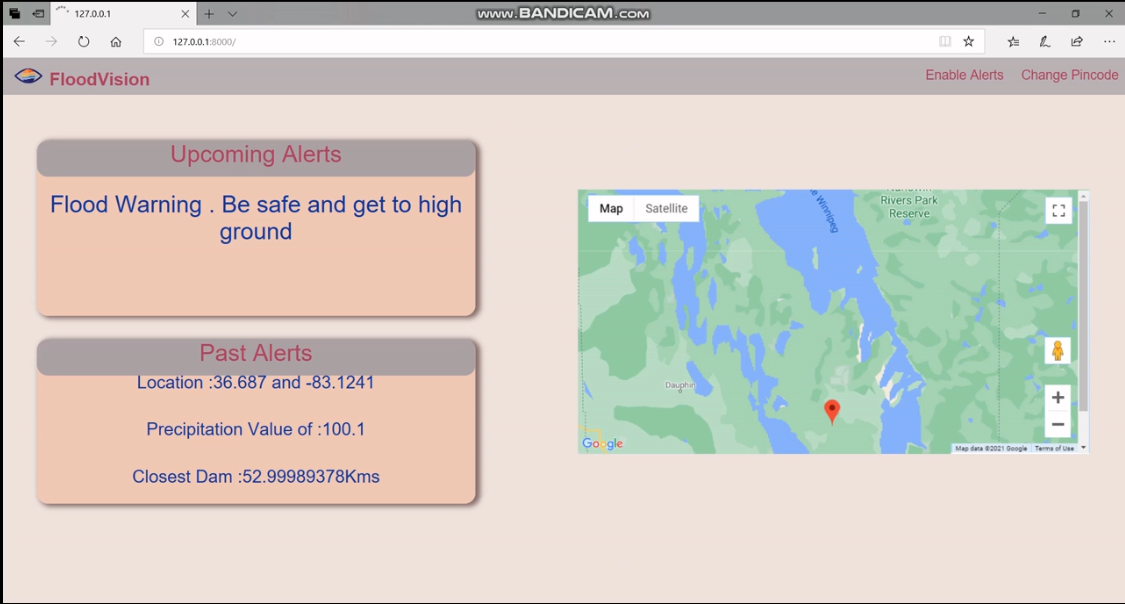 www.BANDICAM.com
127.0.0.1
127.0.0.1:8000/
FloodVision
Enable Alerts
Change Pincode
Upcoming Alerts
Flood Warning . Be safe and get to high
ground
Past Alerts
Location :36.687 and -83.1241
Precipitation Value of :100.1
Closest Dam :52.99989378Kms
Map
Satellite
Winnipeg
Rivers Park
Reserve
Dauphin
Google
Map data ©2021 Google
Terms of Use